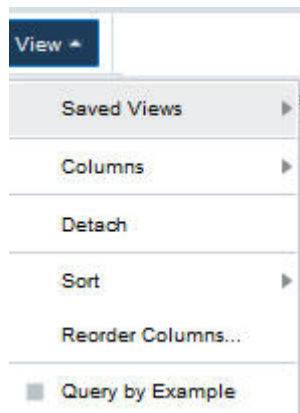 View
Saved Views
Columns
Detach
Sort
Reorder Columns...
Query by Example